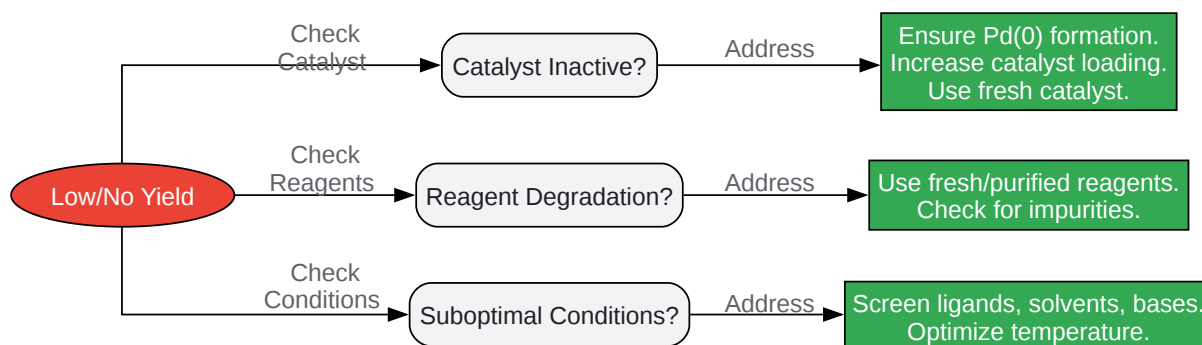 Check
Catalyst
Catalyst Inactive?
Address
Ensure Pd(0) formation.
Increase catalyst loading.
Use fresh catalyst.
Low/No Yield
Check
Reagents
Reagent Degradation?
Address
Use fresh/purified reagents.
Check for impurities.
Check
Conditions
Suboptimal Conditions?
Address
Screen ligands, solvents, bases.
Optimize temperature.